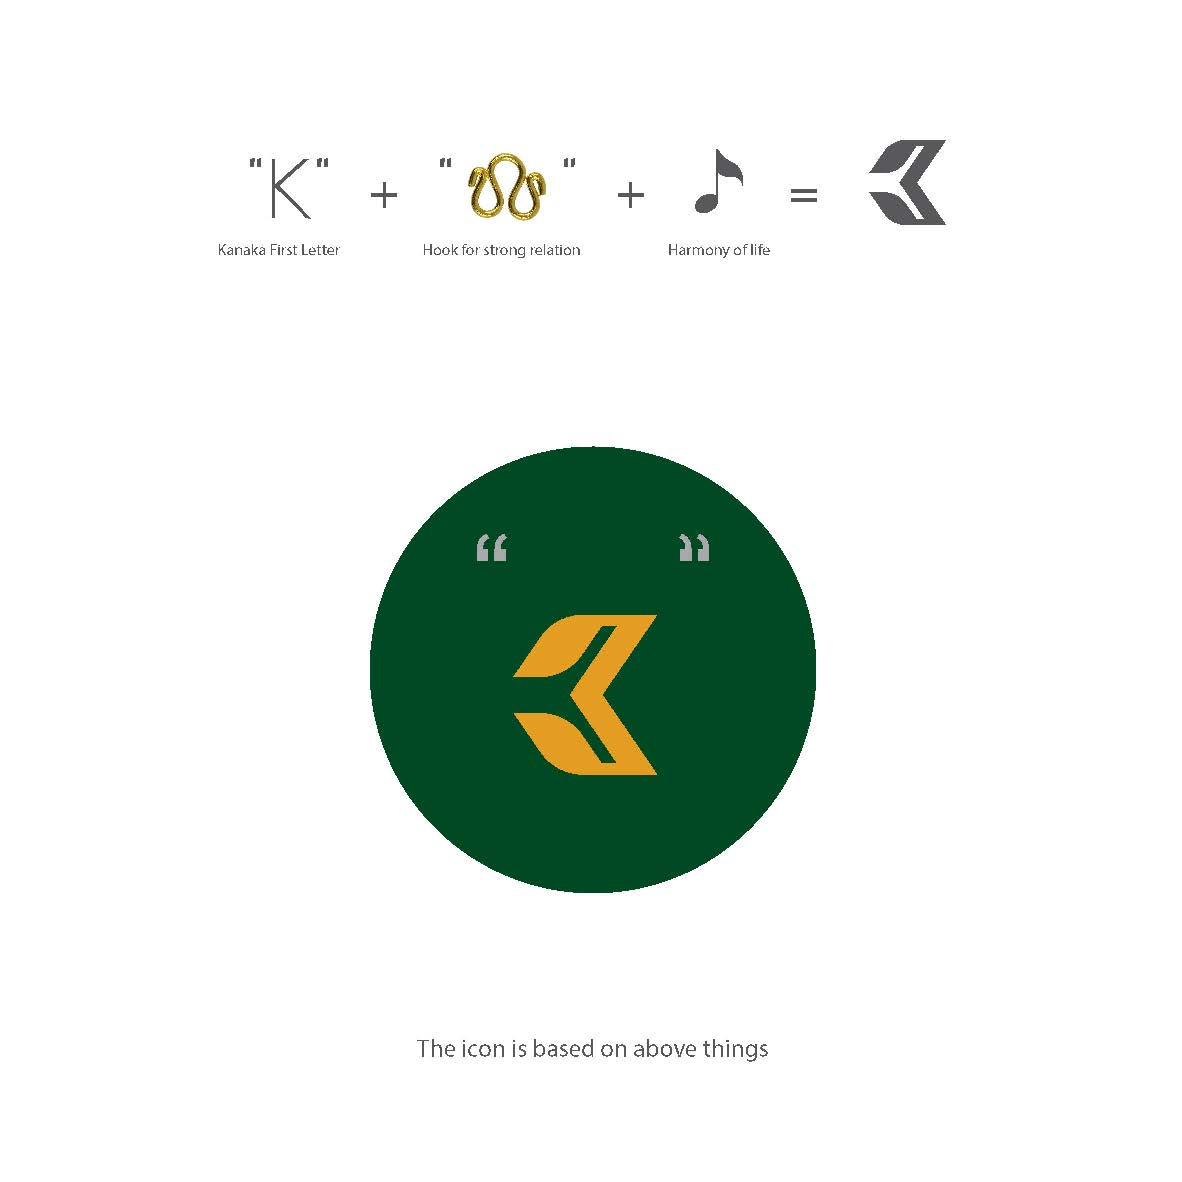 "K" + " " + =
Kanaka First Letter
Hook for strong relation
Harmony of life
“ ”
The icon is based on above things